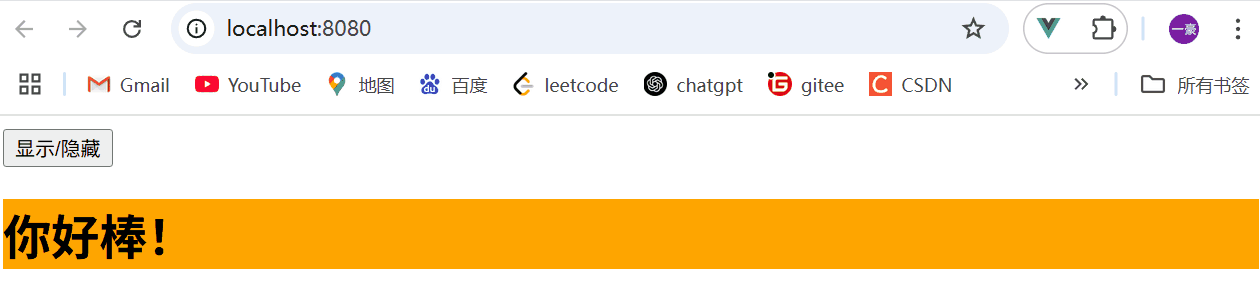 localhost:8080
一豪
Gmail YouTube 地图 百度 leetcode chatgpt gitee CSDN 所有书签
显示/隐藏
你好棒！